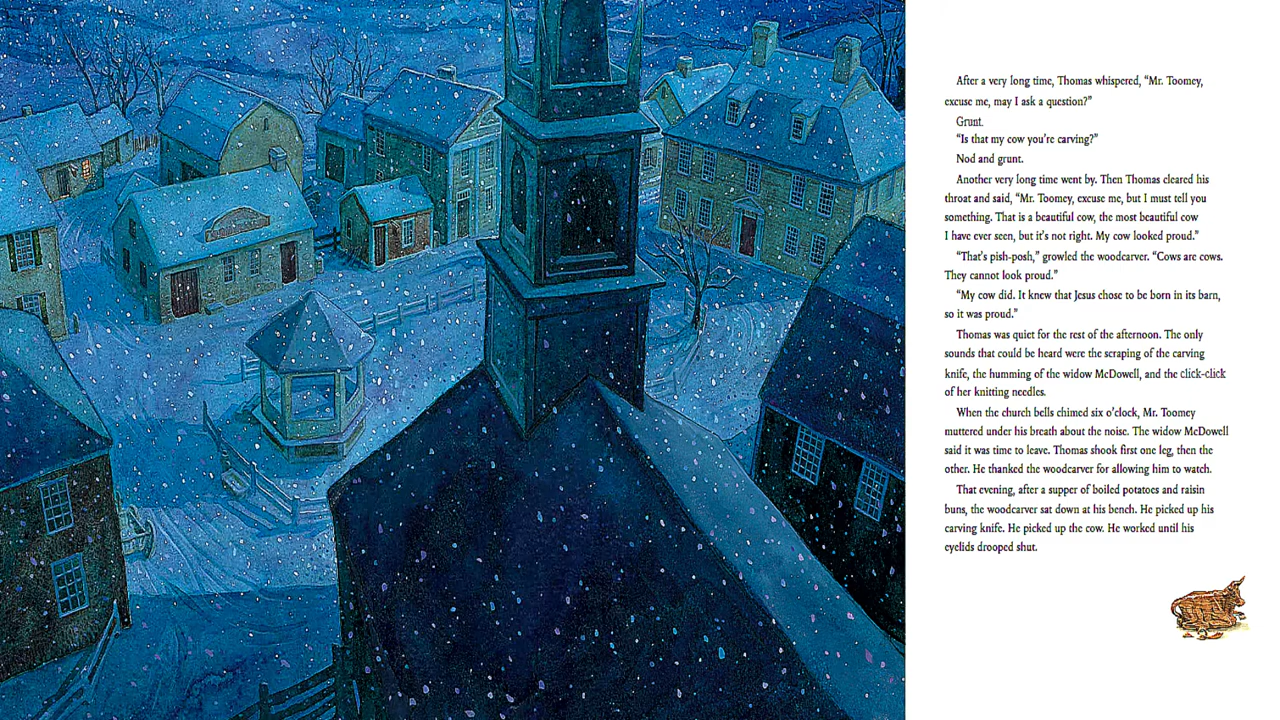 After a very long time, Thomas whispered, “Mr. Toomey,
excuse me, may I ask a question?”
Grunt.
“Is that my cow you’re carving?”
Nod and grunt.
Another very long time went by. Then Thomas cleared his
throat and said, “Mr. Toomey, excuse me, but I must tell you
something. That is a beautiful cow, the most beautiful cow
I have ever seen, but it’s not right. My cow looked proud.”
“That’s pish-posh,” growled the woodcarver. “Cows are cows.
They cannot look proud.”
“My cow did. It knew that Jesus chose to be born in its barn,
so it was proud.”
Thomas was quiet for the rest of the afternoon. The only
sounds that could be heard were the scraping of the carving
knife, the humming of the widow McDowell, and the click-click
of her knitting needles.
When the church bells chimed six o’clock, Mr. Toomey
muttered under his breath about the noise. The widow McDowell
said it was time to leave. Thomas shook first one leg, then the
other. He thanked the woodcarver for allowing him to watch.
That evening, after a supper of boiled potatoes and raisin
buns, the woodcarver sat down at his bench. He picked up his
carving knife. He picked up the cow. He worked until his
eyelids drooped shut.